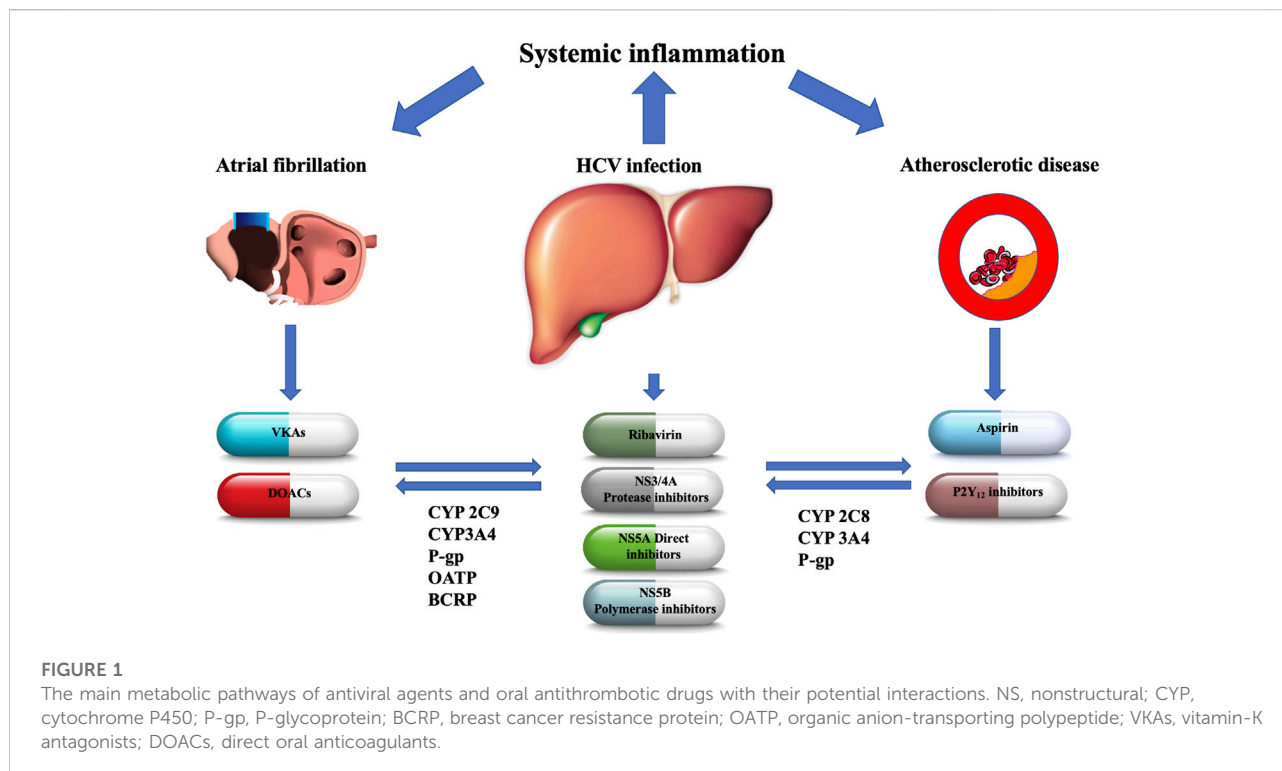 Systemic inflammation
Atrial fibrillation
HCV infection
Atherosclerotic disease
VKAs
DOACs
CYP 2C9
CYP3A4
P-gp
OATP
BCRP
Ribavirin
NS3/4A
Protease inhibitors
NS5A Direct
inhibitors
NS5B
Polymerase inhibitors
CYP 2C8
CYP 3A4
P-gp
Aspirin
P2Y₁₂ inhibitors
FIGURE 1
The main metabolic pathways of antiviral agents and oral antithrombotic drugs with their potential interactions. NS, nonstructural; CYP,
cytochrome P450; P-gp, P-glycoprotein; BCRP, breast cancer resistance protein; OATP, organic anion-transporting polypeptide; VKAs, vitamin-K
antagonists; DOACs, direct oral anticoagulants.